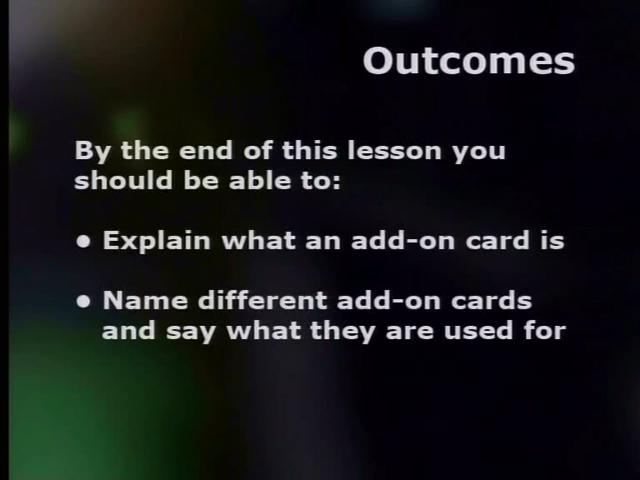 Outcomes
By the end of this lesson you
should be able to:
• Explain what an add-on card is
• Name different add-on cards
and say what they are used for